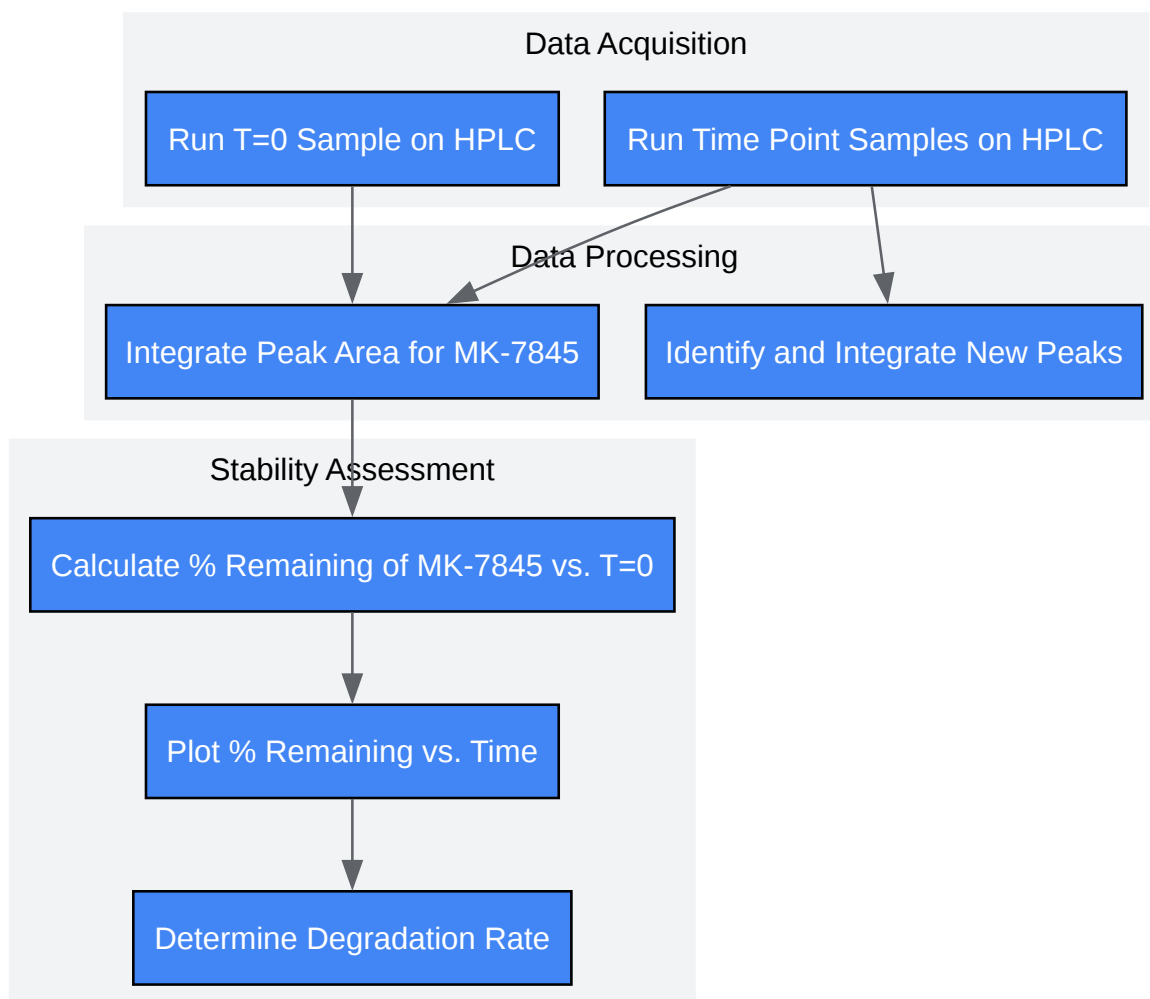 Data Acquisition
Run T=0 Sample on HPLC
Run Time Point Samples on HPLC
Data Processing
Integrate Peak Area for MK-7845
Identify and Integrate New Peaks
Stability Assessment
Calculate % Remaining of MK-7845 vs. T=0
Plot % Remaining vs. Time
Determine Degradation Rate